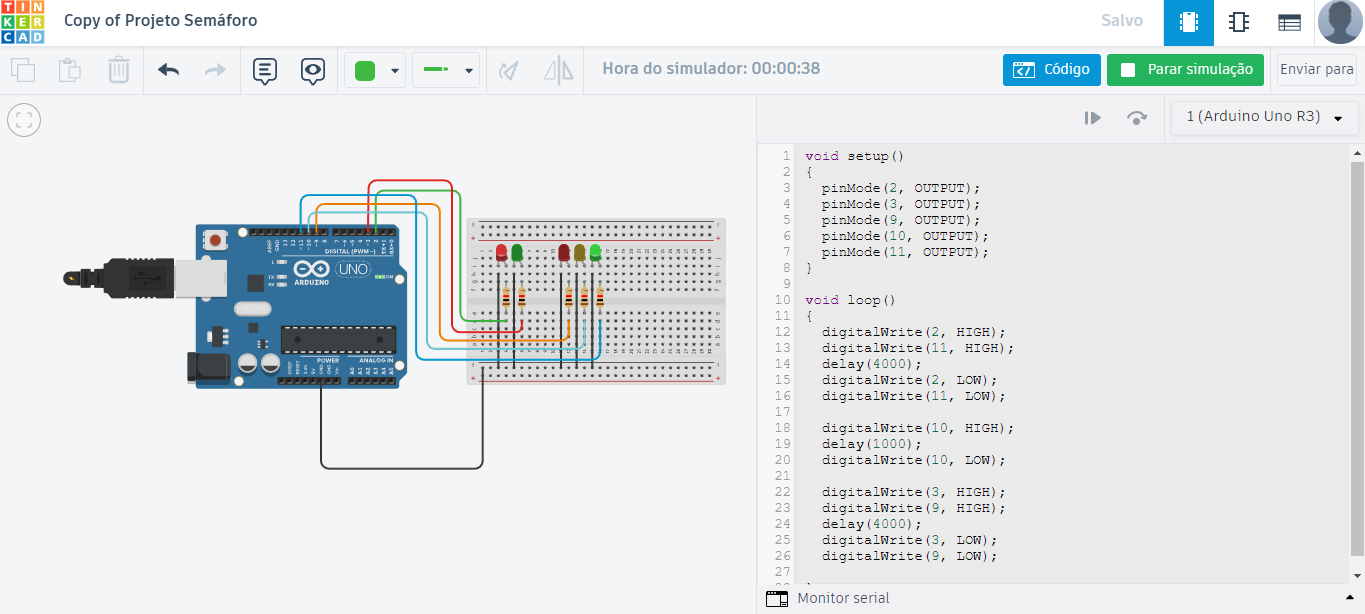 TIN
KER
CAD
Copy of Projeto Semáforo
Salvo
Hora do simulador: 00:00:38
Código
Parar simulação
Enviar para
1 (Arduino Uno R3)
DIGITAL (PWM~)
UNO
ARDUINO
L
TX
RX
ON
POWER
ANALOG IN
1 void setup()
2 {
3 pinMode(2, OUTPUT);
4 pinMode(3, OUTPUT);
5 pinMode(9, OUTPUT);
6 pinMode(10, OUTPUT);
7 pinMode(11, OUTPUT);
8 }
9
10 void loop()
11 {
12 digitalWrite(2, HIGH);
13 digitalWrite(11, HIGH);
14 delay(4000);
15 digitalWrite(2, LOW);
16 digitalWrite(11, LOW);
17
18 digitalWrite(10, HIGH);
19 delay(1000);
20 digitalWrite(10, LOW);
21
22 digitalWrite(3, HIGH);
23 digitalWrite(9, HIGH);
24 delay(4000);
25 digitalWrite(3, LOW);
26 digitalWrite(9, LOW);
27
Monitor serial